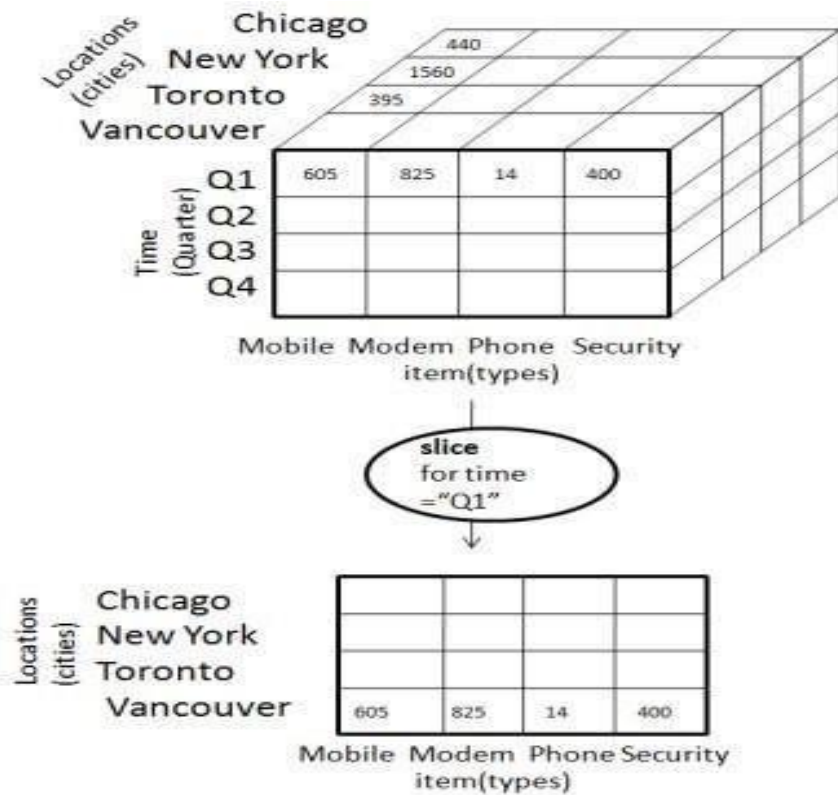 Locations
(cities)
Chicago
New York
Toronto
Vancouver
440
1560
395
Time
(Quarter)
Q1
Q2
Q3
Q4
605 825 14 400
Mobile Modem Phone Security
item(types)
slice
for time
=“Q1”
Locations
(cities)
Chicago
New York
Toronto
Vancouver
605 825 14 400
Mobile Modem Phone Security
item(types)